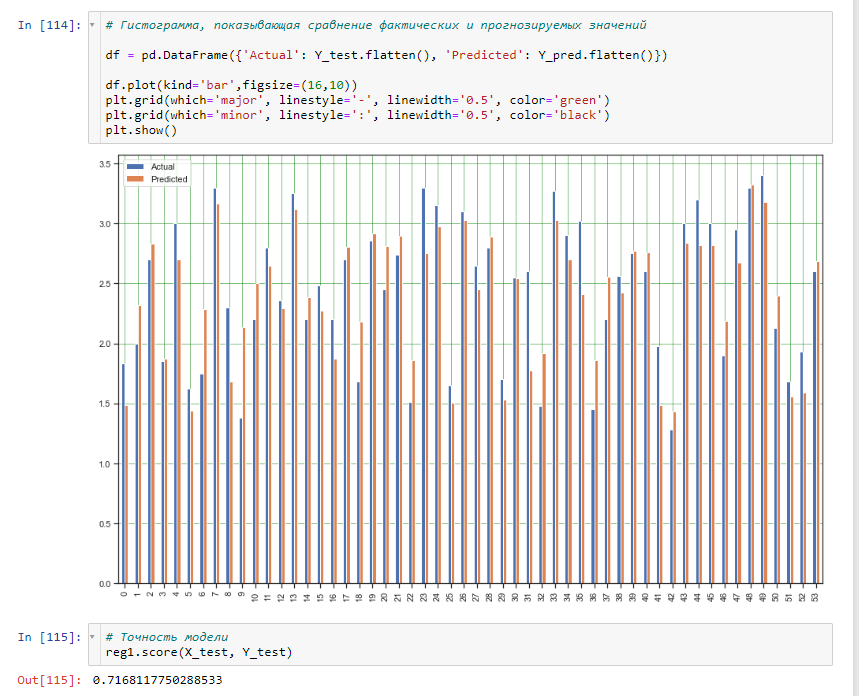 In [114]:
# Гистограмма, показывающая сравнение фактических и прогнозируемых значений
df = pd.DataFrame({'Actual': Y_test.flatten(), 'Predicted': Y_pred.flatten()})
df.plot(kind='bar',figsize=(16,10))
plt.grid(which='major', linestyle='-', linewidth='0.5', color='green')
plt.grid(which='minor', linestyle=':', linewidth='0.5', color='black')
plt.show()
Actual
Predicted
3.5
3.0
2.5
2.0
1.5
1.0
0.5
0.0
0 1 2 3 4 5 6 7 8 9 10 11 12 13 14 15 16 17 18 19 20 21 22 23 24 25 26 27 28 29 30 31 32 33 34 35 36 37 38 39 40 41 42 43 44 45 46 47 48 49 50 51 52 53
In [115]:
# Точность модели
reg1.score(X_test, Y_test)
Out[115]: 0.7168117750288533